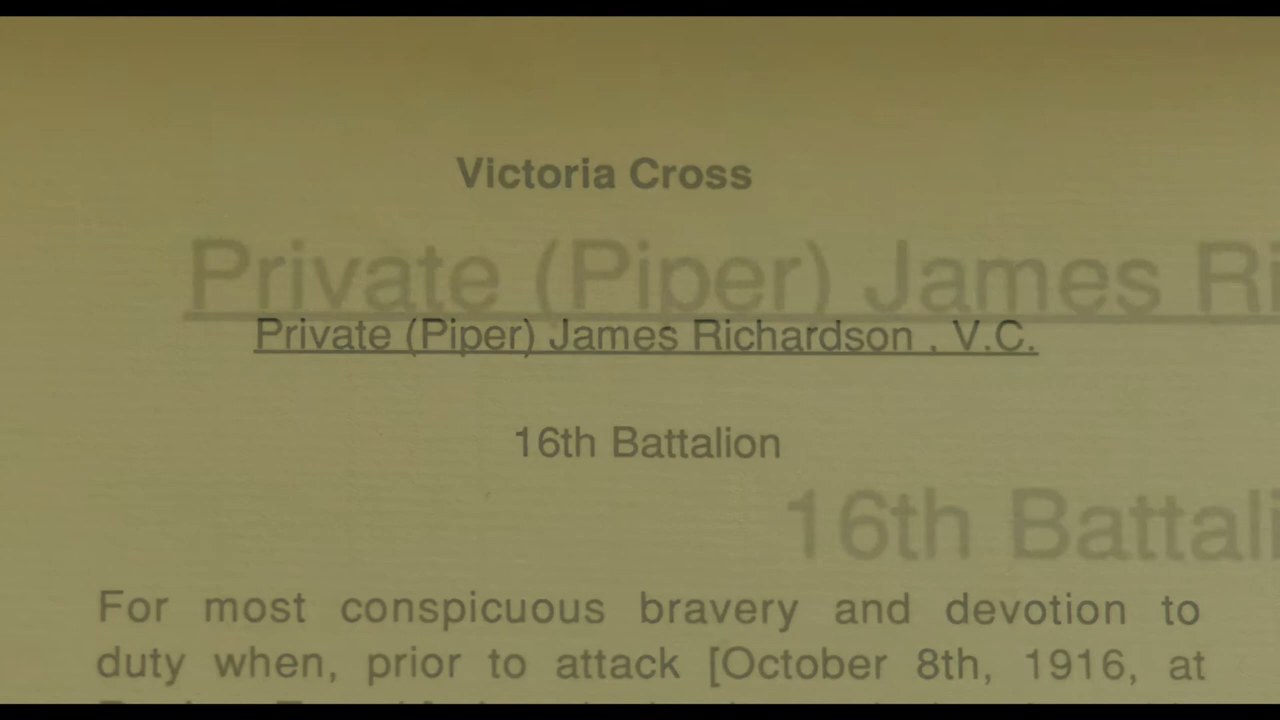 Victoria Cross
Private (Piper) James Ri
Private (Piper) James Richardson , V.C.
16th Battalion
16th Battali
For most conspicuous bravery and devotion to
duty when, prior to attack [October 8th, 1916, at